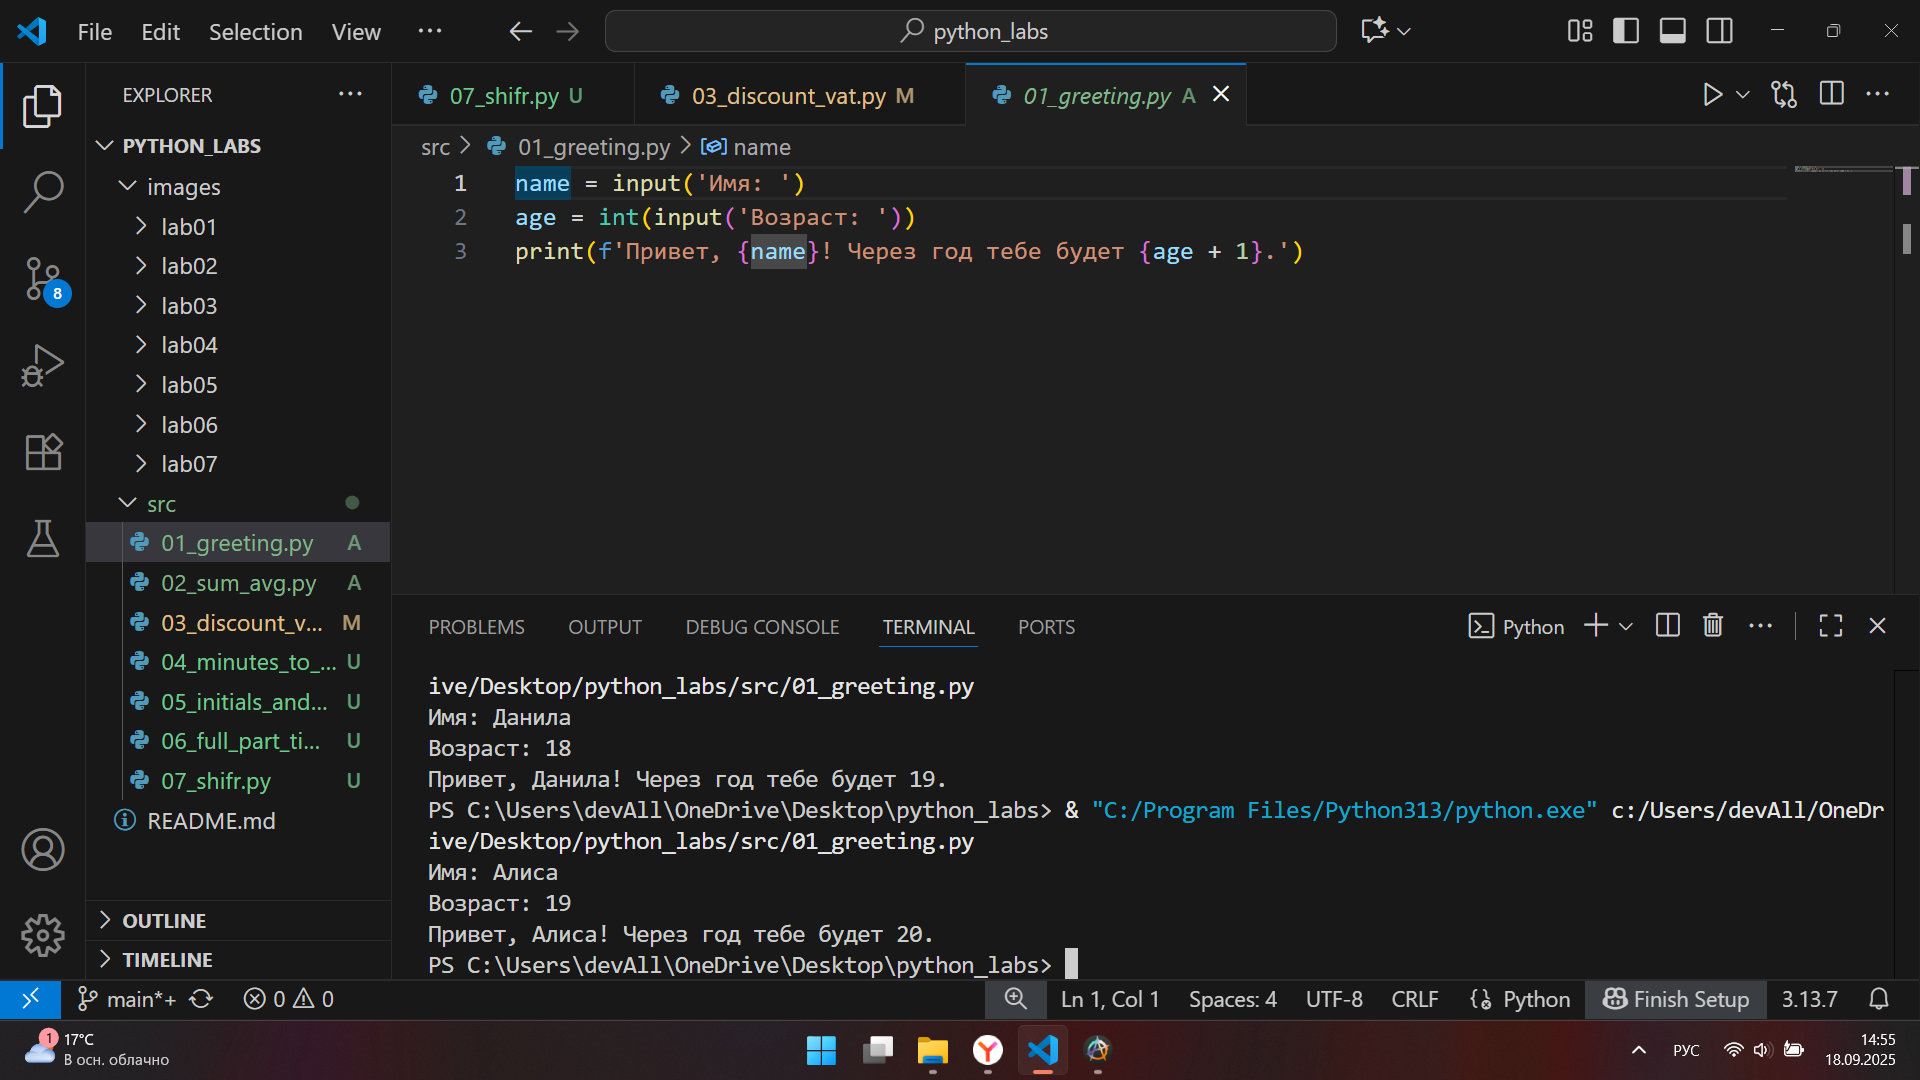 File Edit Selection View ··· python_labs
EXPLORER ···
PYTHON_LABS
images
lab01
lab02
lab03
lab04
lab05
lab06
lab07
src
01_greeting.py A
02_sum_avg.py A
03_discount_v... M
04_minutes_to_... U
05_initials_and... U
06_full_part_ti... U
07_shifr.py U
README.md
OUTLINE
TIMELINE
8
07_shifr.py U 03_discount_vat.py M 01_greeting.py A
src > 01_greeting.py > name
1 name = input('Имя: ')
2 age = int(input('Возраст: '))
3 print(f'Привет, {name}! Через год тебе будет {age + 1}.')
PROBLEMS OUTPUT DEBUG CONSOLE TERMINAL PORTS Python
ive/Desktop/python_labs/src/01_greeting.py
Имя: Данила
Возраст: 18
Привет, Данила! Через год тебе будет 19.
PS C:\Users\devAll\OneDrive\Desktop\python_labs> & "C:/Program Files/Python313/python.exe" c:/Users/devAll/OneDr
ive/Desktop/python_labs/src/01_greeting.py
Имя: Алиса
Возраст: 19
Привет, Алиса! Через год тебе будет 20.
PS C:\Users\devAll\OneDrive\Desktop\python_labs>
main*+ 0 0 Ln 1, Col 1 Spaces: 4 UTF-8 CRLF Python Finish Setup 3.13.7
1 17°C
В осн. облачно
РУС
14:55
18.09.2025